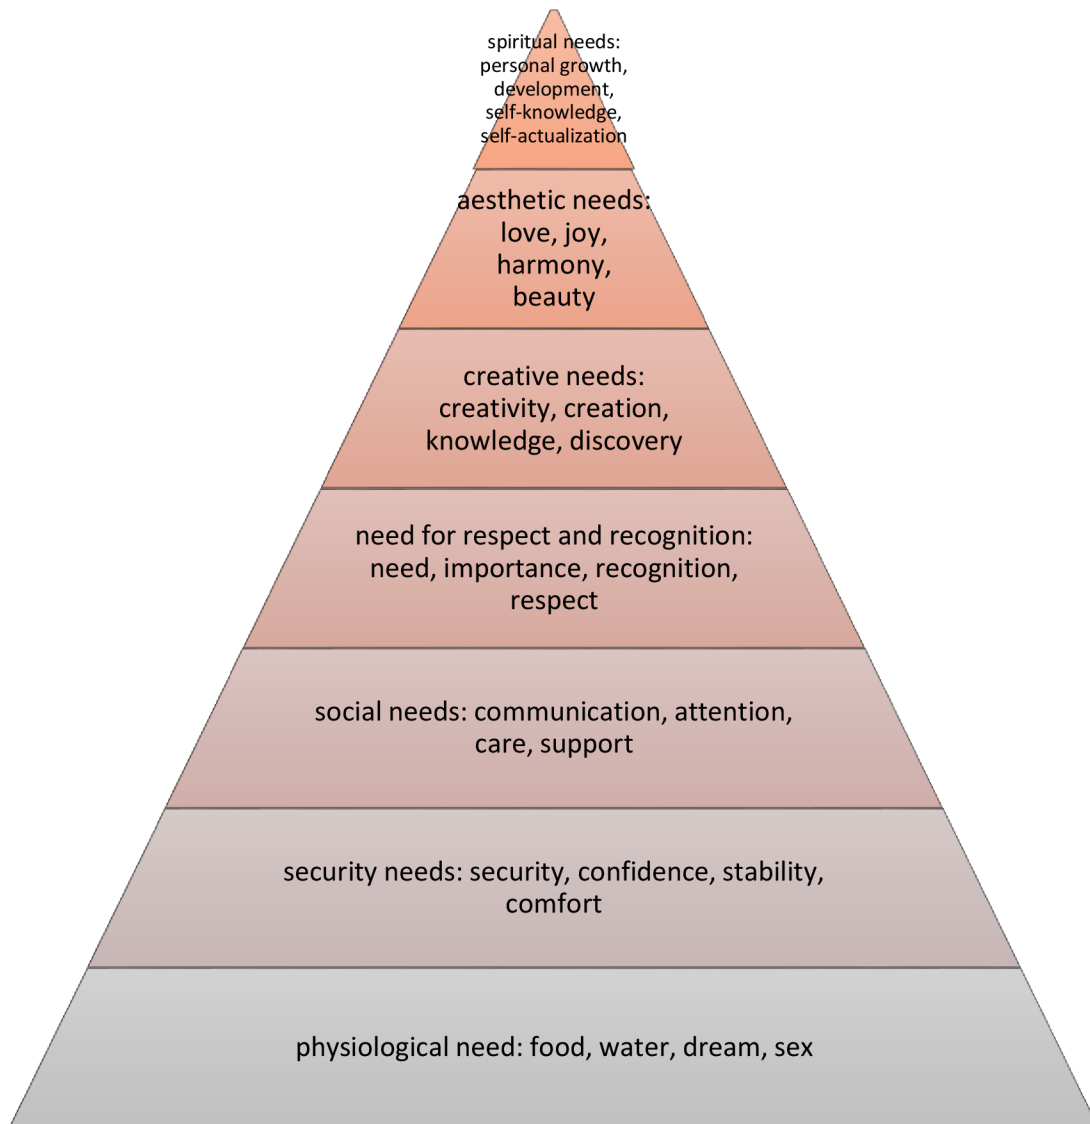 spiritual needs:
personal growth,
development,
self-knowledge,
self-actualization
aesthetic needs:
love, joy,
harmony,
beauty
creative needs:
creativity, creation,
knowledge, discovery
need for respect and recognition:
need, importance, recognition,
respect
social needs: communication, attention,
care, support
security needs: security, confidence, stability,
comfort
physiological need: food, water, dream, sex